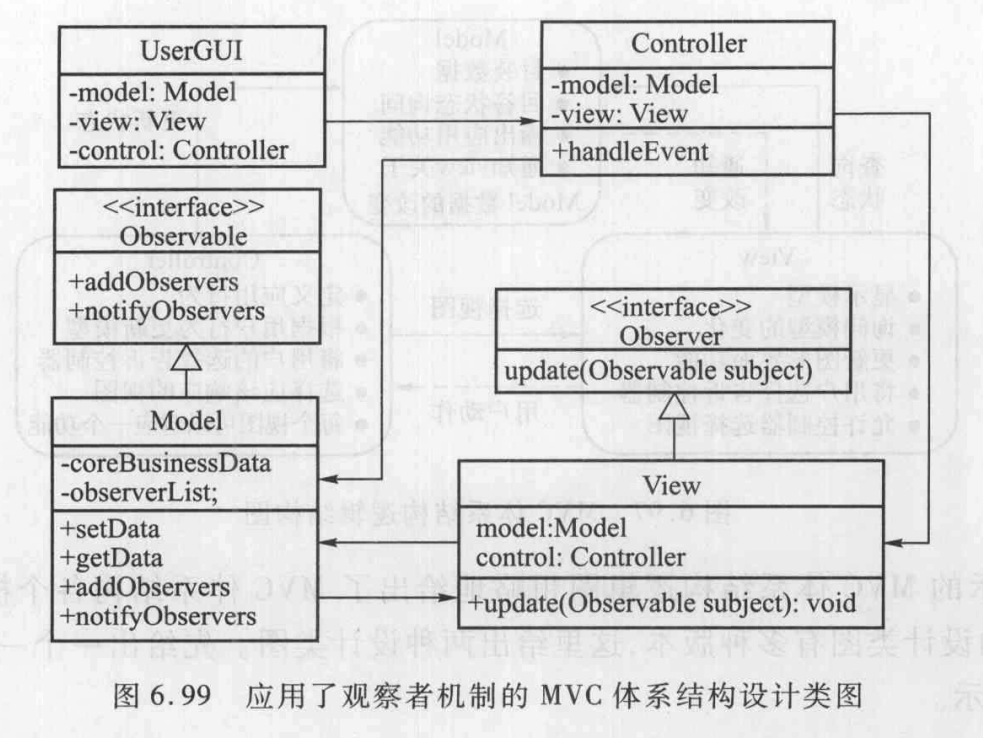 UserGUI
-model: Model
-view: View
-control: Controller
Controller
-model: Model
-view: View
+handleEvent
<<interface>>
Observable
+addObservers
+notifyObservers
<<interface>>
Observer
update(Observable subject)
Model
-coreBusinessData
-observerList;
+setData
+getData
+addObservers
+notifyObservers
View
model:Model
control: Controller
+update(Observable subject): void
图 6.99 应用了观察者机制的 MVC 体系结构设计类图